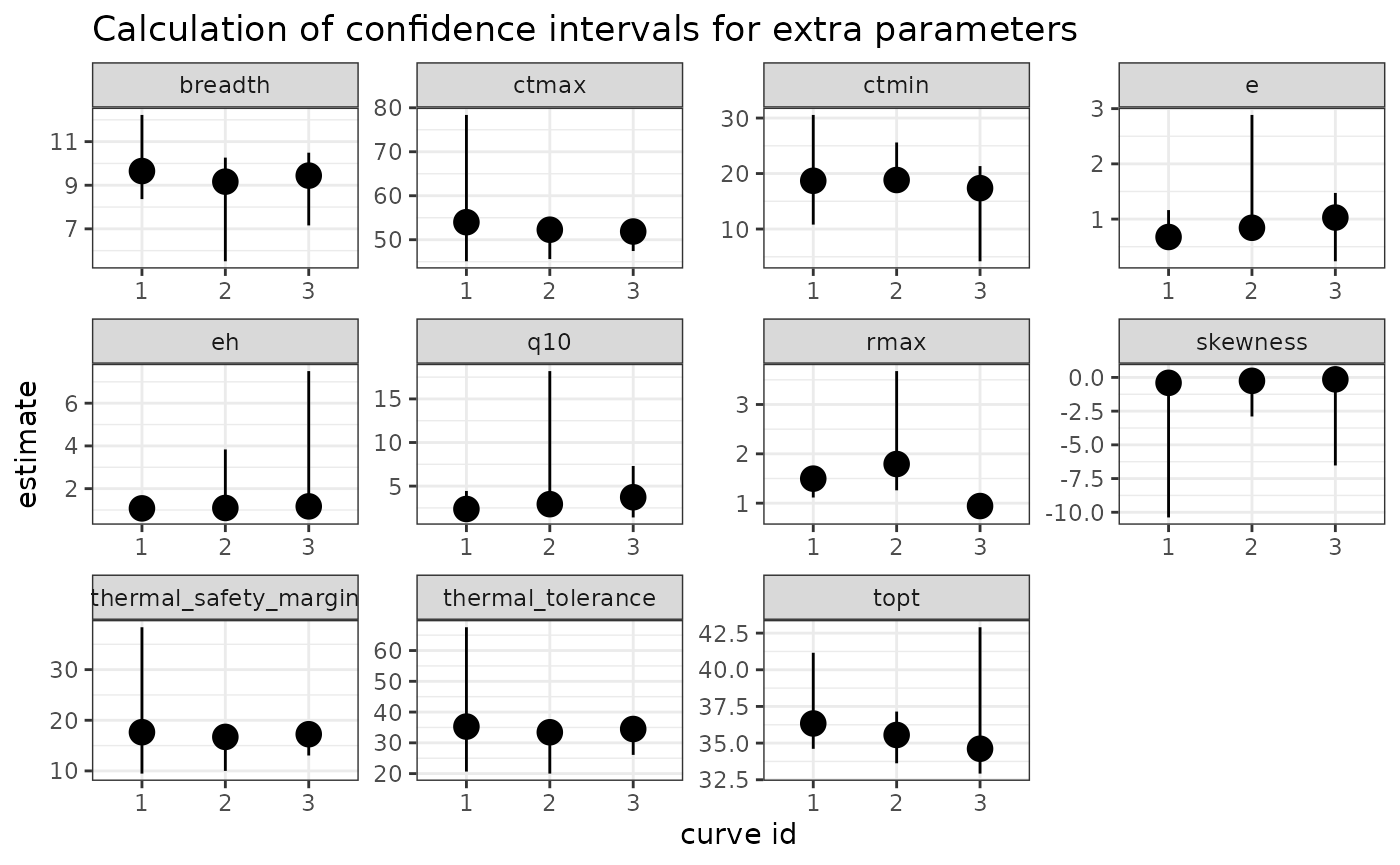 Calculation of confidence intervals for extra parameters
breadth
ctmax
ctmin
e
11
9
7
80
70
60
50
30
20
10
3
2
1
1 2 3
1 2 3
1 2 3
1 2 3
estimate
eh
q10
rmax
skewness
6
4
2
15
10
5
3
2
1
0.0
-2.5
-5.0
-7.5
-10.0
1 2 3
1 2 3
1 2 3
1 2 3
thermal_safety_margin
thermal_tolerance
topt
30
20
10
60
50
40
30
20
42.5
40.0
37.5
35.0
32.5
1 2 3
1 2 3
1 2 3
curve id